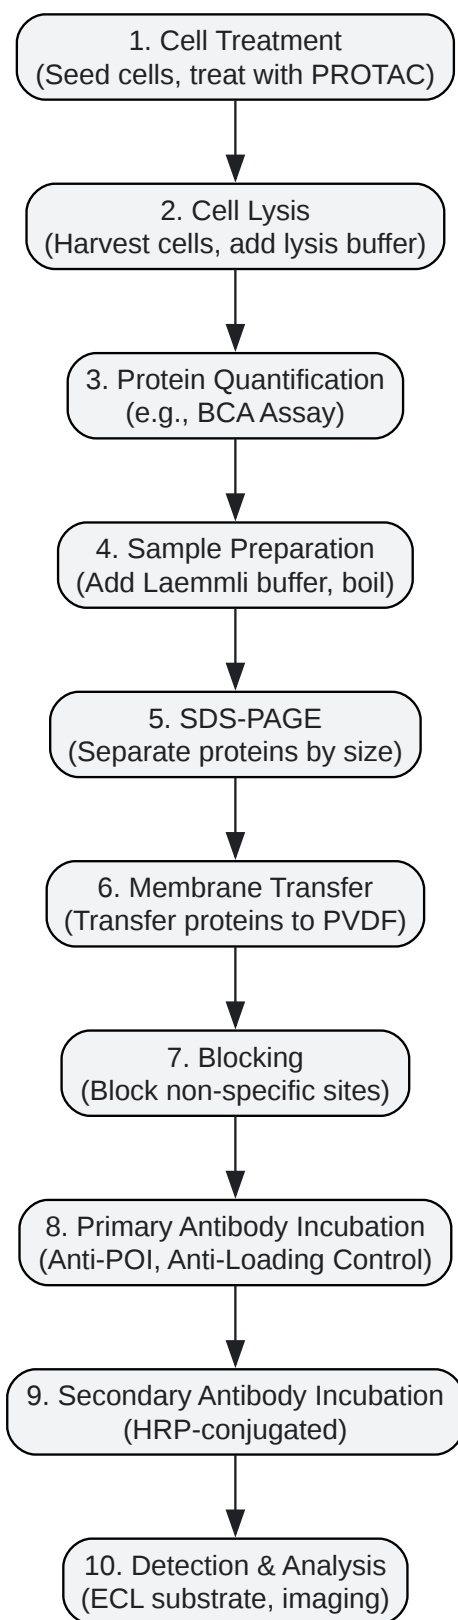 1. Cell Treatment
(Seed cells, treat with PROTAC)
2. Cell Lysis
(Harvest cells, add lysis buffer)
3. Protein Quantification
(e.g., BCA Assay)
4. Sample Preparation
(Add Laemmli buffer, boil)
5. SDS-PAGE
(Separate proteins by size)
6. Membrane Transfer
(Transfer proteins to PVDF)
7. Blocking
(Block non-specific sites)
8. Primary Antibody Incubation
(Anti-POI, Anti-Loading Control)
9. Secondary Antibody Incubation
(HRP-conjugated)
10. Detection & Analysis
(ECL substrate, imaging)